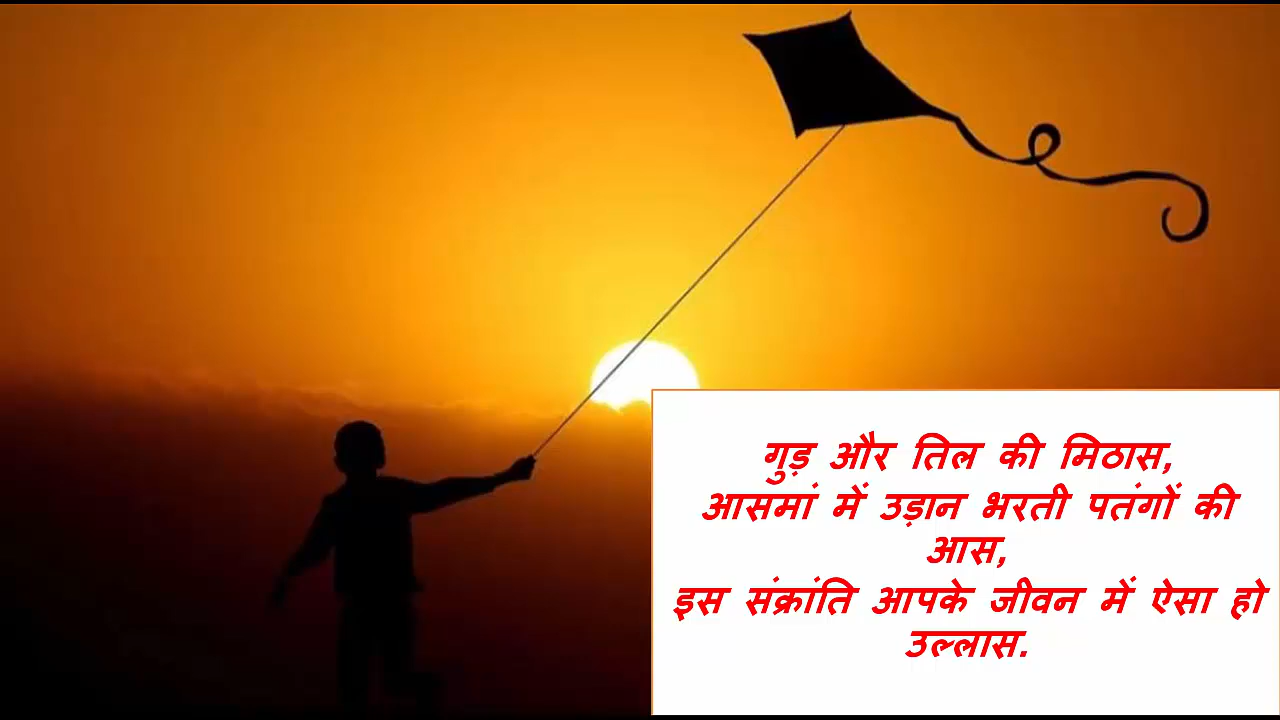 गुड़ और तिल की मिठास,
आसमां में उड़ान भरती पतंगों की
आस,
इस संक्रांति आपके जीवन में ऐसा हो
उल्लास.